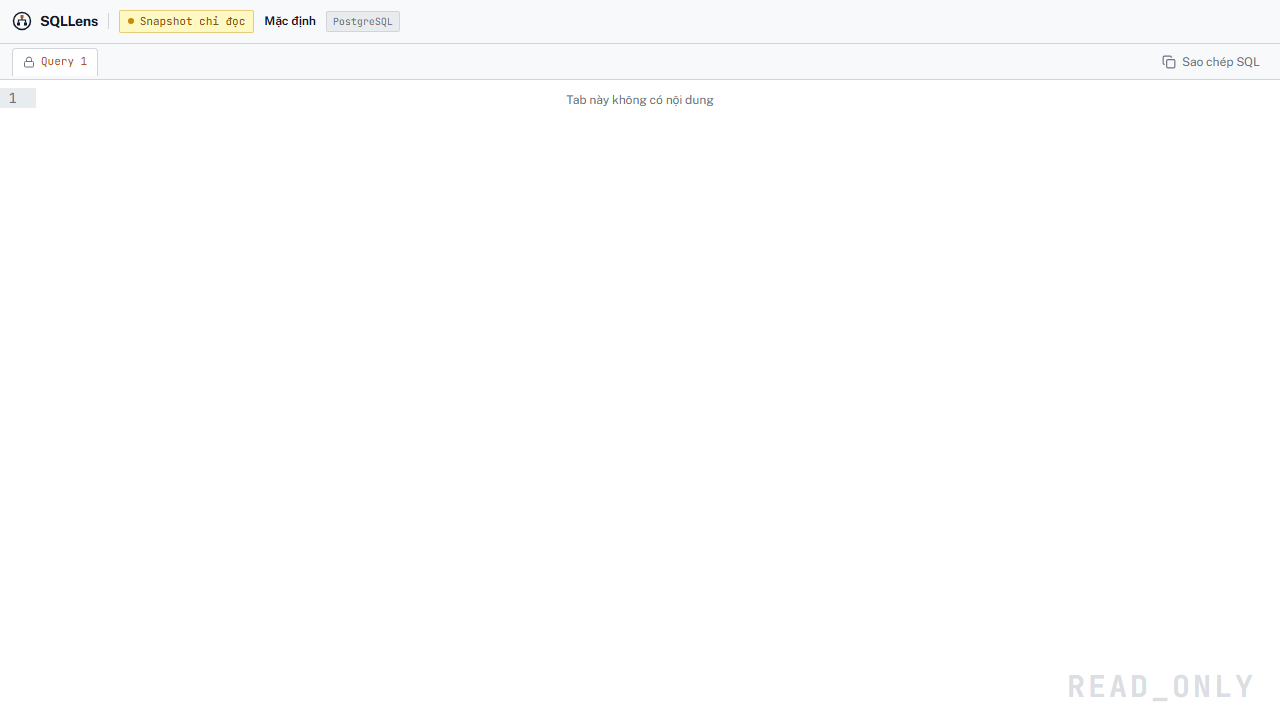 SQLLens Snapshot chỉ đọc Mặc định PostgreSQL
Query 1 Sao chép SQL
1 Tab này không có nội dung
READ_ONLY